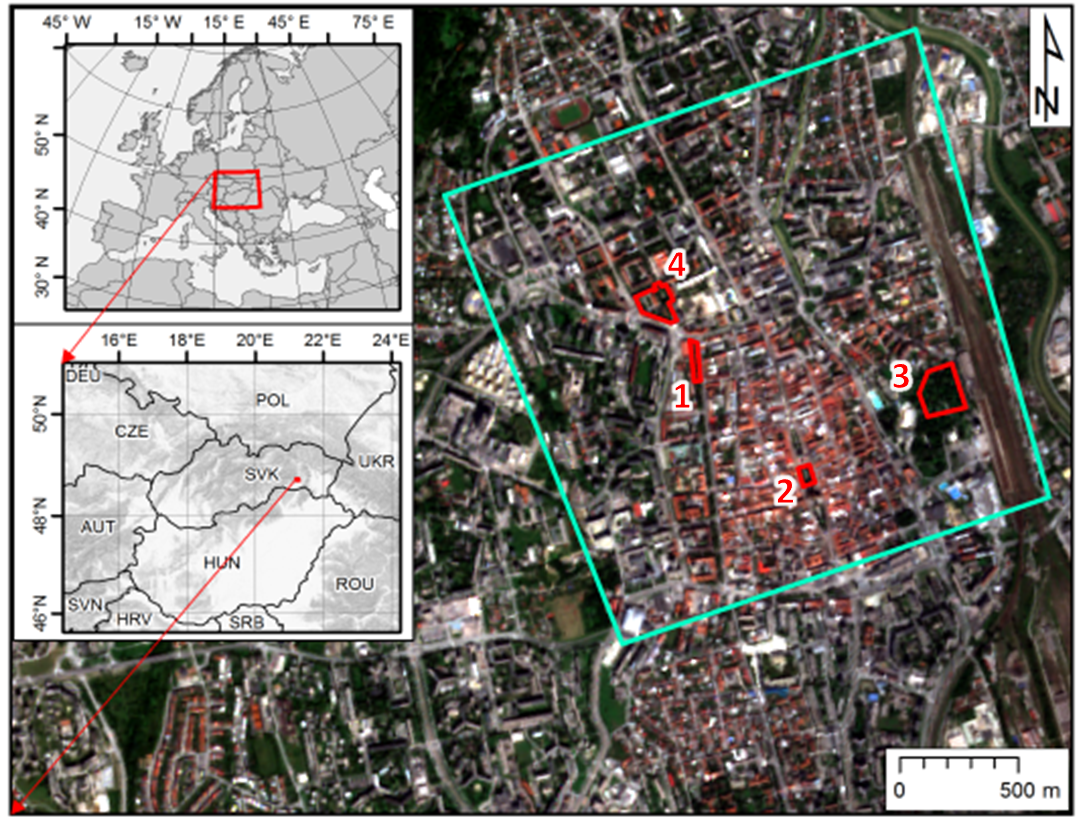 45° W 15° W 15° E 45° E 75° E
50° N
40° N
30° N
16°E 18°E 20°E 22°E 24°E
50°N
48°N
46°N
DEU
POL
CZE
UKR
SVK
AUT
HUN
ROU
SVN
HRV
SRB
N
4
3
1
2
0 500 m